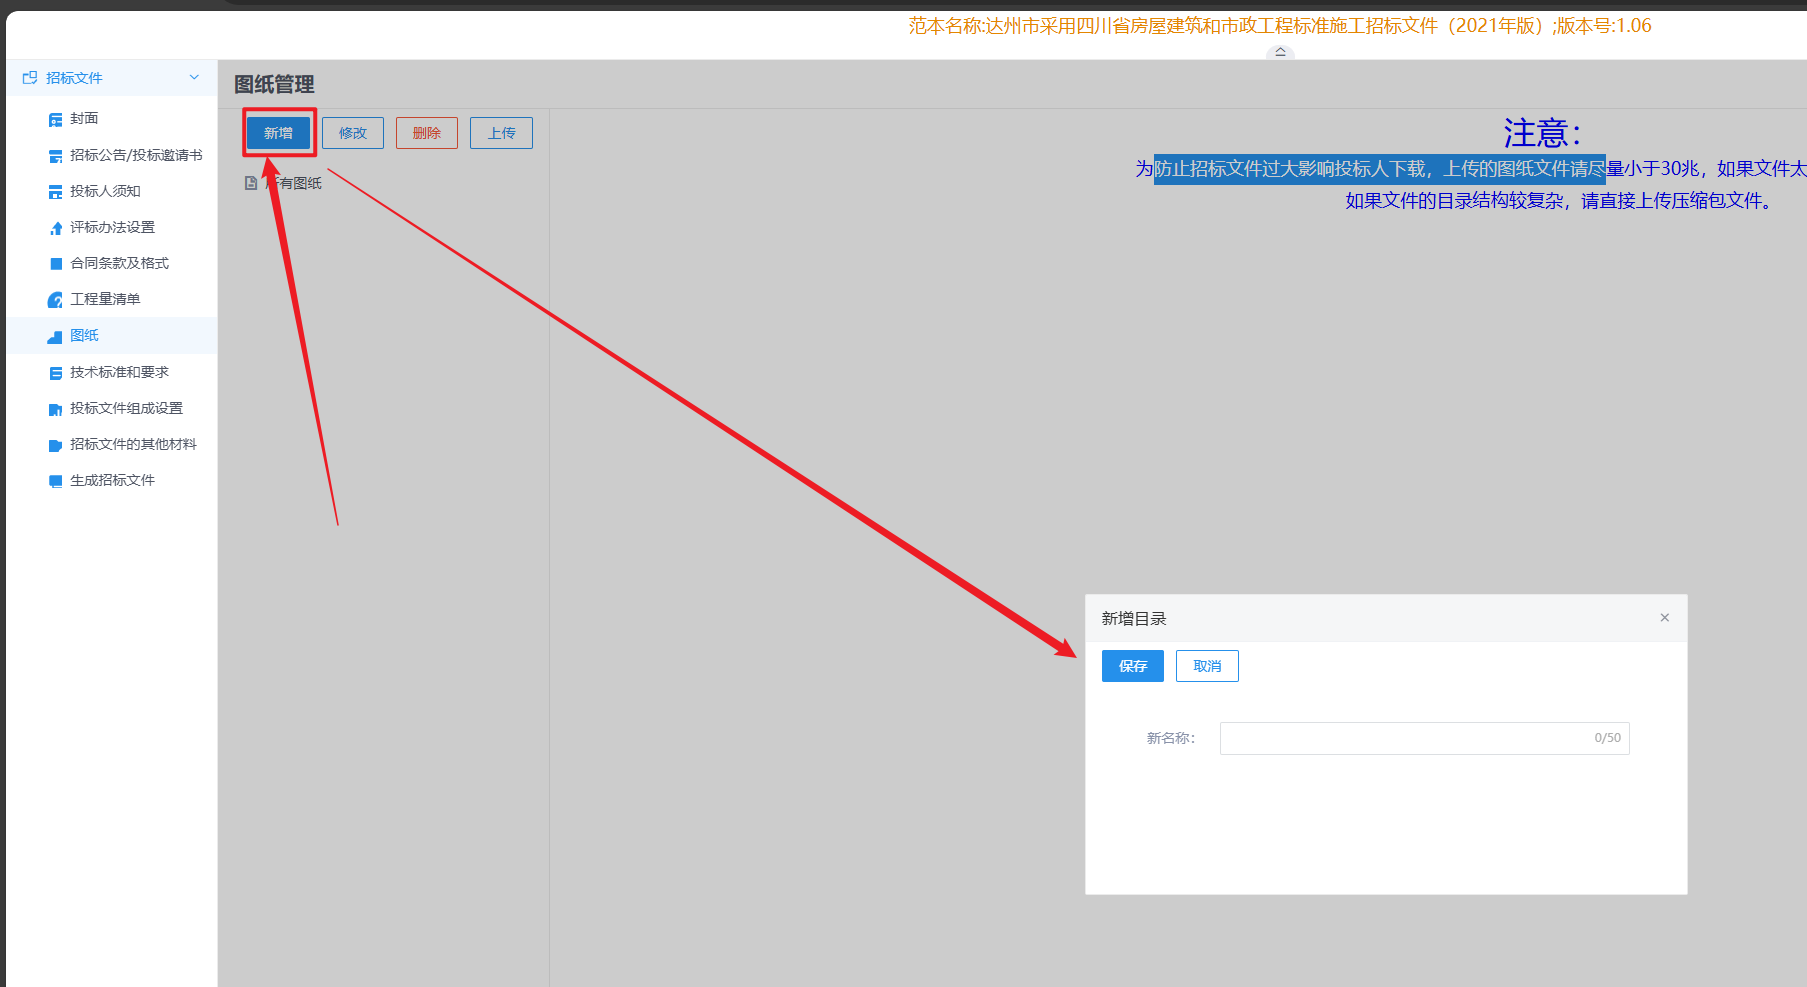 范本名称:达州市采用四川省房屋建筑和市政工程标准施工招标文件（2021年版）;版本号:1.06
招标文件
封面
招标公告/投标邀请书
投标人须知
评标办法设置
合同条款及格式
工程量清单
图纸
技术标准和要求
投标文件组成设置
招标文件的其他材料
生成招标文件
图纸管理
新增
修改
删除
上传
所有图纸
注意：
为防止招标文件过大影响投标人下载，上传的图纸文件请尽量小于30兆，如果文件太
如果文件的目录结构较复杂，请直接上传压缩包文件。
新增目录
保存
取消
新名称：
0/50